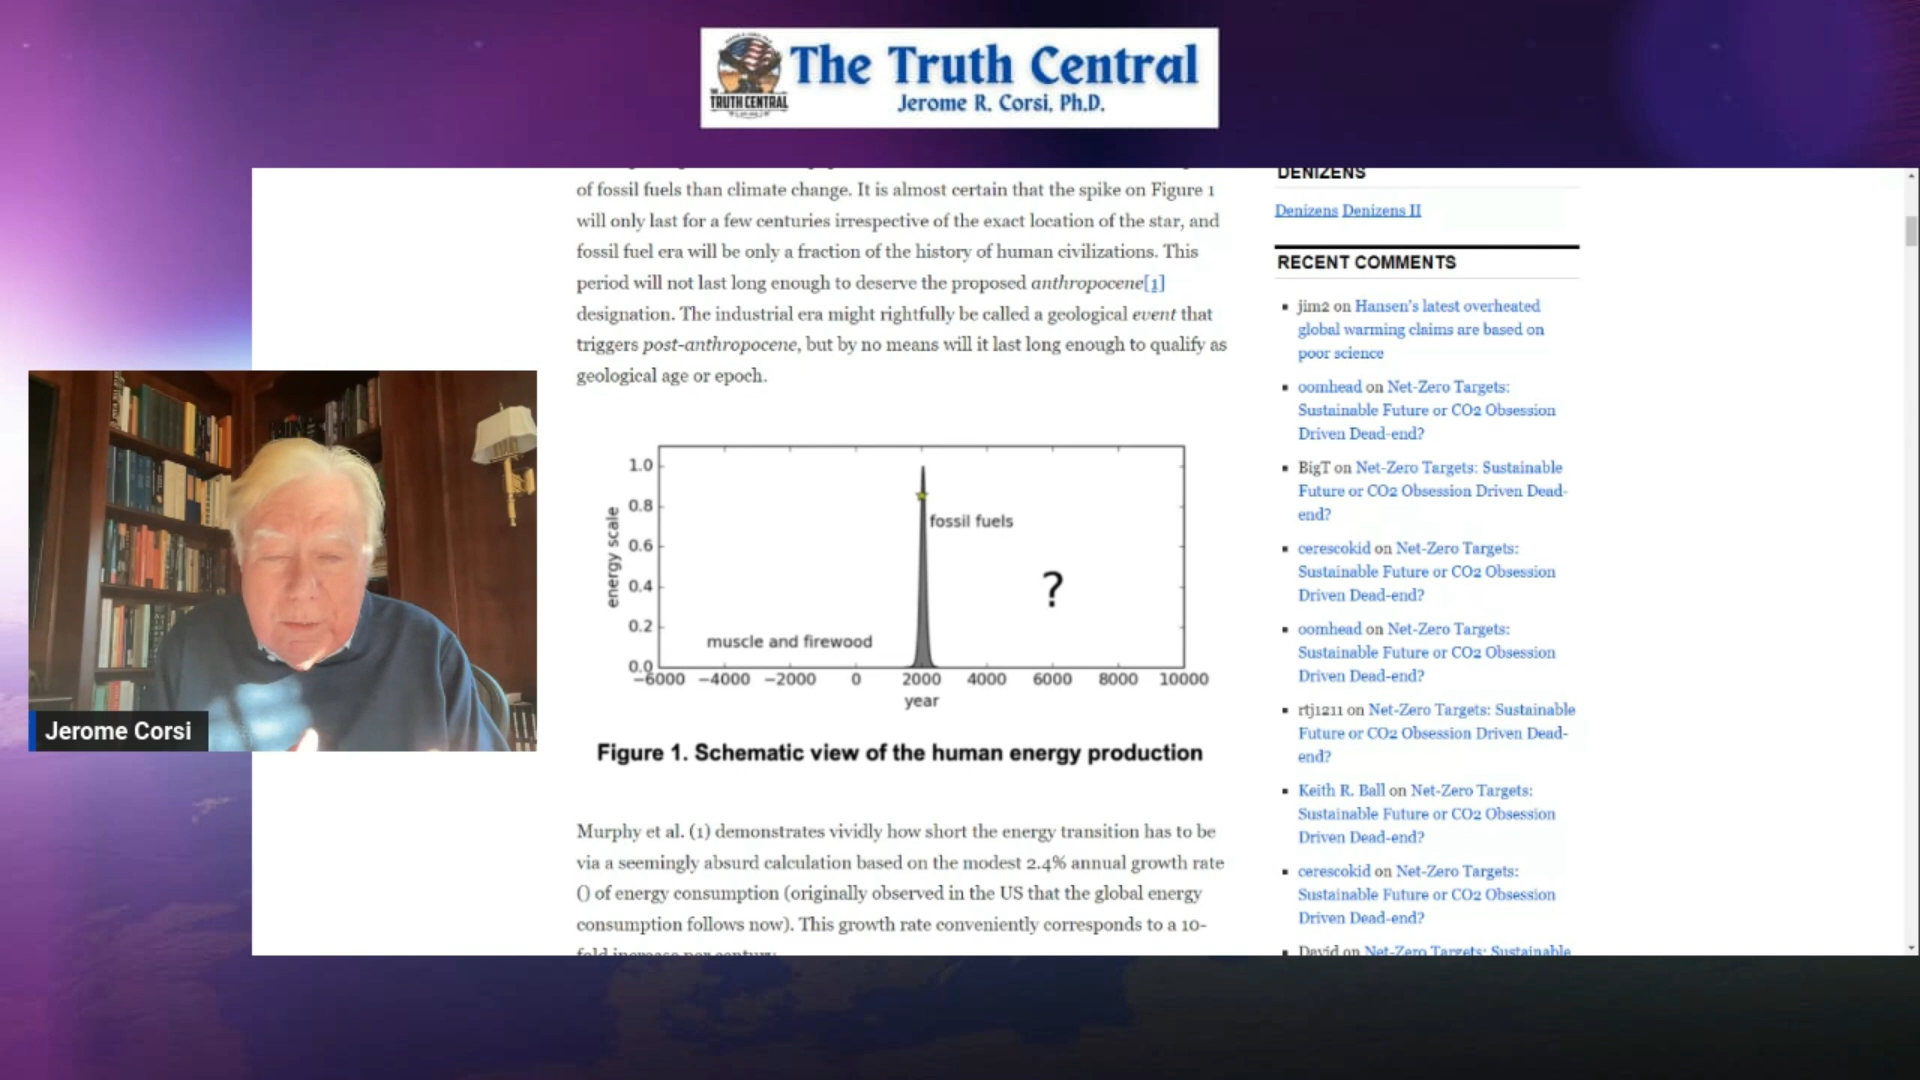 The Truth Central
Jerome R. Corsi, Ph.D.
THE
TRUTH CENTRAL
of fossil fuels than climate change. It is almost certain that the spike on Figure 1
will only last for a few centuries irrespective of the exact location of the star, and
fossil fuel era will be only a fraction of the history of human civilizations. This
period will not last long enough to deserve the proposed anthropocene[1]
designation. The industrial era might rightfully be called a geological event that
triggers post-anthropocene, but by no means will it last long enough to qualify as
geological age or epoch.
1.0
0.8
0.6
0.4
0.2
0.0
energy scale
fossil fuels
?
muscle and firewood
−6000 −4000 −2000 0 2000 4000 6000 8000 10000
year
Figure 1. Schematic view of the human energy production
Murphy et al. (1) demonstrates vividly how short the energy transition has to be
via a seemingly absurd calculation based on the modest 2.4% annual growth rate
() of energy consumption (originally observed in the US that the global energy
consumption follows now). This growth rate conveniently corresponds to a 10-
fold increase per century.
DENIZENS
Denizens Denizens II
RECENT COMMENTS
jim2 on Hansen's latest overheated
global warming claims are based on
poor science
oomhead on Net-Zero Targets:
Sustainable Future or CO2 Obsession
Driven Dead-end?
BigT on Net-Zero Targets: Sustainable
Future or CO2 Obsession Driven Dead-
end?
cerescokid on Net-Zero Targets:
Sustainable Future or CO2 Obsession
Driven Dead-end?
oomhead on Net-Zero Targets:
Sustainable Future or CO2 Obsession
Driven Dead-end?
rtj1211 on Net-Zero Targets: Sustainable
Future or CO2 Obsession Driven Dead-
end?
Keith R. Ball on Net-Zero Targets:
Sustainable Future or CO2 Obsession
Driven Dead-end?
cerescokid on Net-Zero Targets:
Sustainable Future or CO2 Obsession
Driven Dead-end?
David on Net-Zero Targets: Sustainable
Jerome Corsi